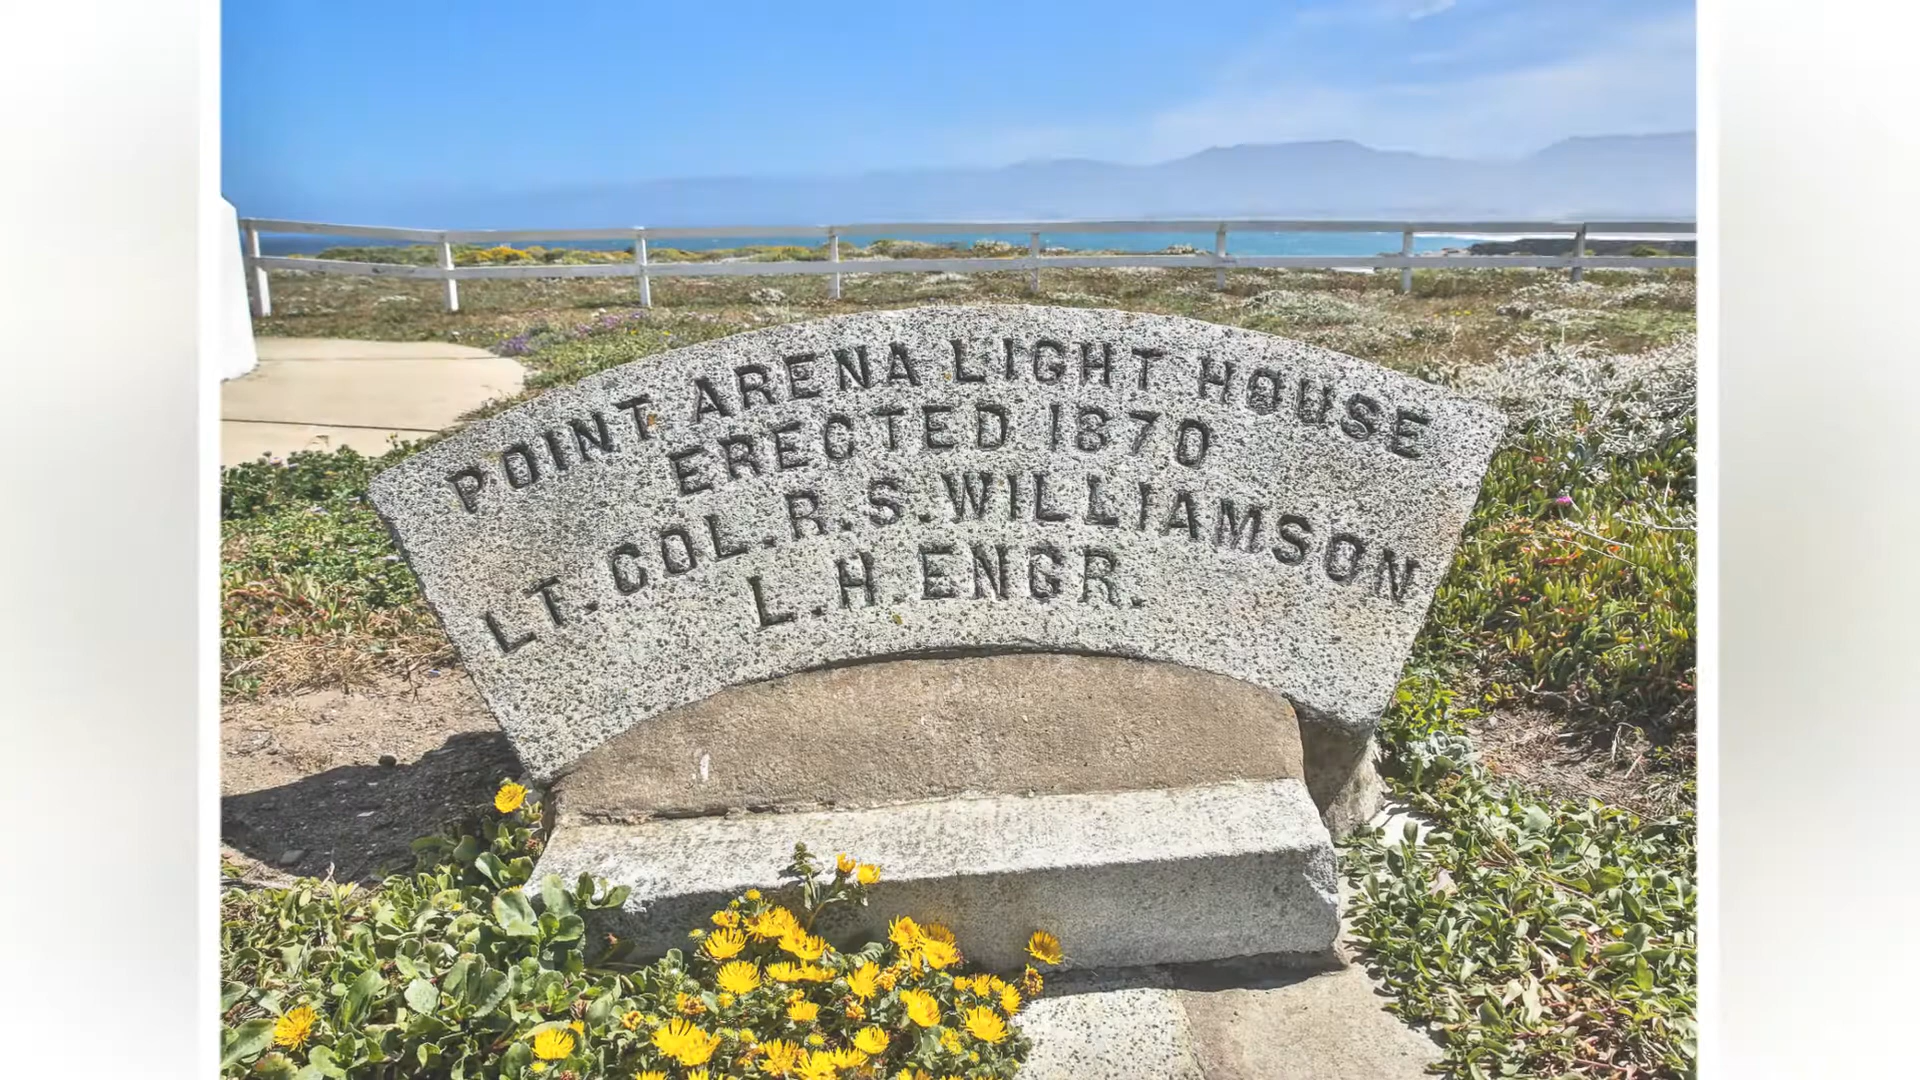 POINT ARENA LIGHT HOUSE
ERECTED 1870
LT. COL. R. S. WILLIAMSON
L. H. ENGR.